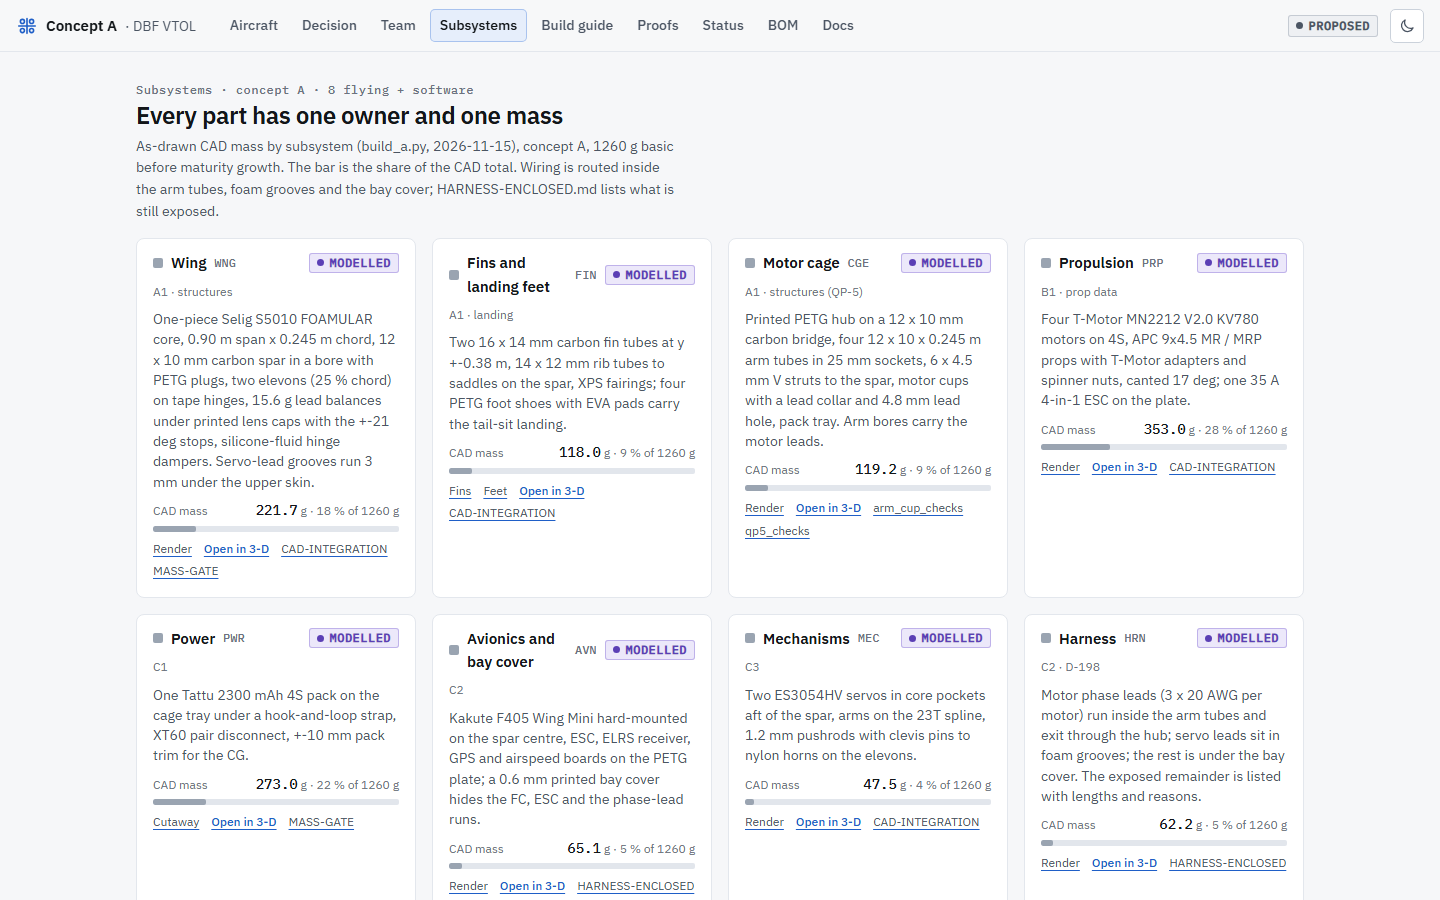 Concept A · DBF VTOL Aircraft Decision Team Subsystems Build guide Proofs Status BOM Docs PROPOSED
Subsystems · concept A · 8 flying + software
Every part has one owner and one mass
As-drawn CAD mass by subsystem (build_a.py, 2026-11-15), concept A, 1260 g basic
before maturity growth. The bar is the share of the CAD total. Wiring is routed inside
the arm tubes, foam grooves and the bay cover; HARNESS-ENCLOSED.md lists what is
still exposed.
Wing WNG MODELLED
A1 · structures
One-piece Selig S5010 FOAMULAR
core, 0.90 m span x 0.245 m chord, 12
x 10 mm carbon spar in a bore with
PETG plugs, two elevons (25 % chord)
on tape hinges, 15.6 g lead balances
under printed lens caps with the +-21
deg stops, silicone-fluid hinge
dampers. Servo-lead grooves run 3
mm under the upper skin.
CAD mass 221.7 g · 18 % of 1260 g
Render Open in 3-D CAD-INTEGRATION
MASS-GATE
Fins and
landing feet FIN MODELLED
A1 · landing
Two 16 x 14 mm carbon fin tubes at y
+-0.38 m, 14 x 12 mm rib tubes to
saddles on the spar, XPS fairings; four
PETG foot shoes with EVA pads carry
the tail-sit landing.
CAD mass 118.0 g · 9 % of 1260 g
Fins Feet Open in 3-D
CAD-INTEGRATION
Motor cage CGE MODELLED
A1 · structures (QP-5)
Printed PETG hub on a 12 x 10 mm
carbon bridge, four 12 x 10 x 0.245 m
arm tubes in 25 mm sockets, 6 x 4.5
mm V struts to the spar, motor cups
with a lead collar and 4.8 mm lead
hole, pack tray. Arm bores carry the
motor leads.
CAD mass 119.2 g · 9 % of 1260 g
Render Open in 3-D arm_cup_checks
qp5_checks
Propulsion PRP MODELLED
B1 · prop data
Four T-Motor MN2212 V2.0 KV780
motors on 4S, APC 9x4.5 MR / MRP
props with T-Motor adapters and
spinner nuts, canted 17 deg; one 35 A
4-in-1 ESC on the plate.
CAD mass 353.0 g · 28 % of 1260 g
Render Open in 3-D CAD-INTEGRATION
Power PWR MODELLED
C1
One Tattu 2300 mAh 4S pack on the
cage tray under a hook-and-loop strap,
XT60 pair disconnect, +-10 mm pack
trim for the CG.
CAD mass 273.0 g · 22 % of 1260 g
Cutaway Open in 3-D MASS-GATE
Avionics and
bay cover AVN MODELLED
C2
Kakute F405 Wing Mini hard-mounted
on the spar centre, ESC, ELRS receiver,
GPS and airspeed boards on the PETG
plate; a 0.6 mm printed bay cover
hides the FC, ESC and the phase-lead
runs.
CAD mass 65.1 g · 5 % of 1260 g
Render Open in 3-D HARNESS-ENCLOSED
Mechanisms MEC MODELLED
C3
Two ES3054HV servos in core pockets
aft of the spar, arms on the 23T spline,
1.2 mm pushrods with clevis pins to
nylon horns on the elevons.
CAD mass 47.5 g · 4 % of 1260 g
Render Open in 3-D CAD-INTEGRATION
Harness HRN MODELLED
C2 · D-198
Motor phase leads (3 x 20 AWG per
motor) run inside the arm tubes and
exit through the hub; servo leads sit in
foam grooves; the rest is under the bay
cover. The exposed remainder is listed
with lengths and reasons.
CAD mass 62.2 g · 5 % of 1260 g
Render Open in 3-D HARNESS-ENCLOSED